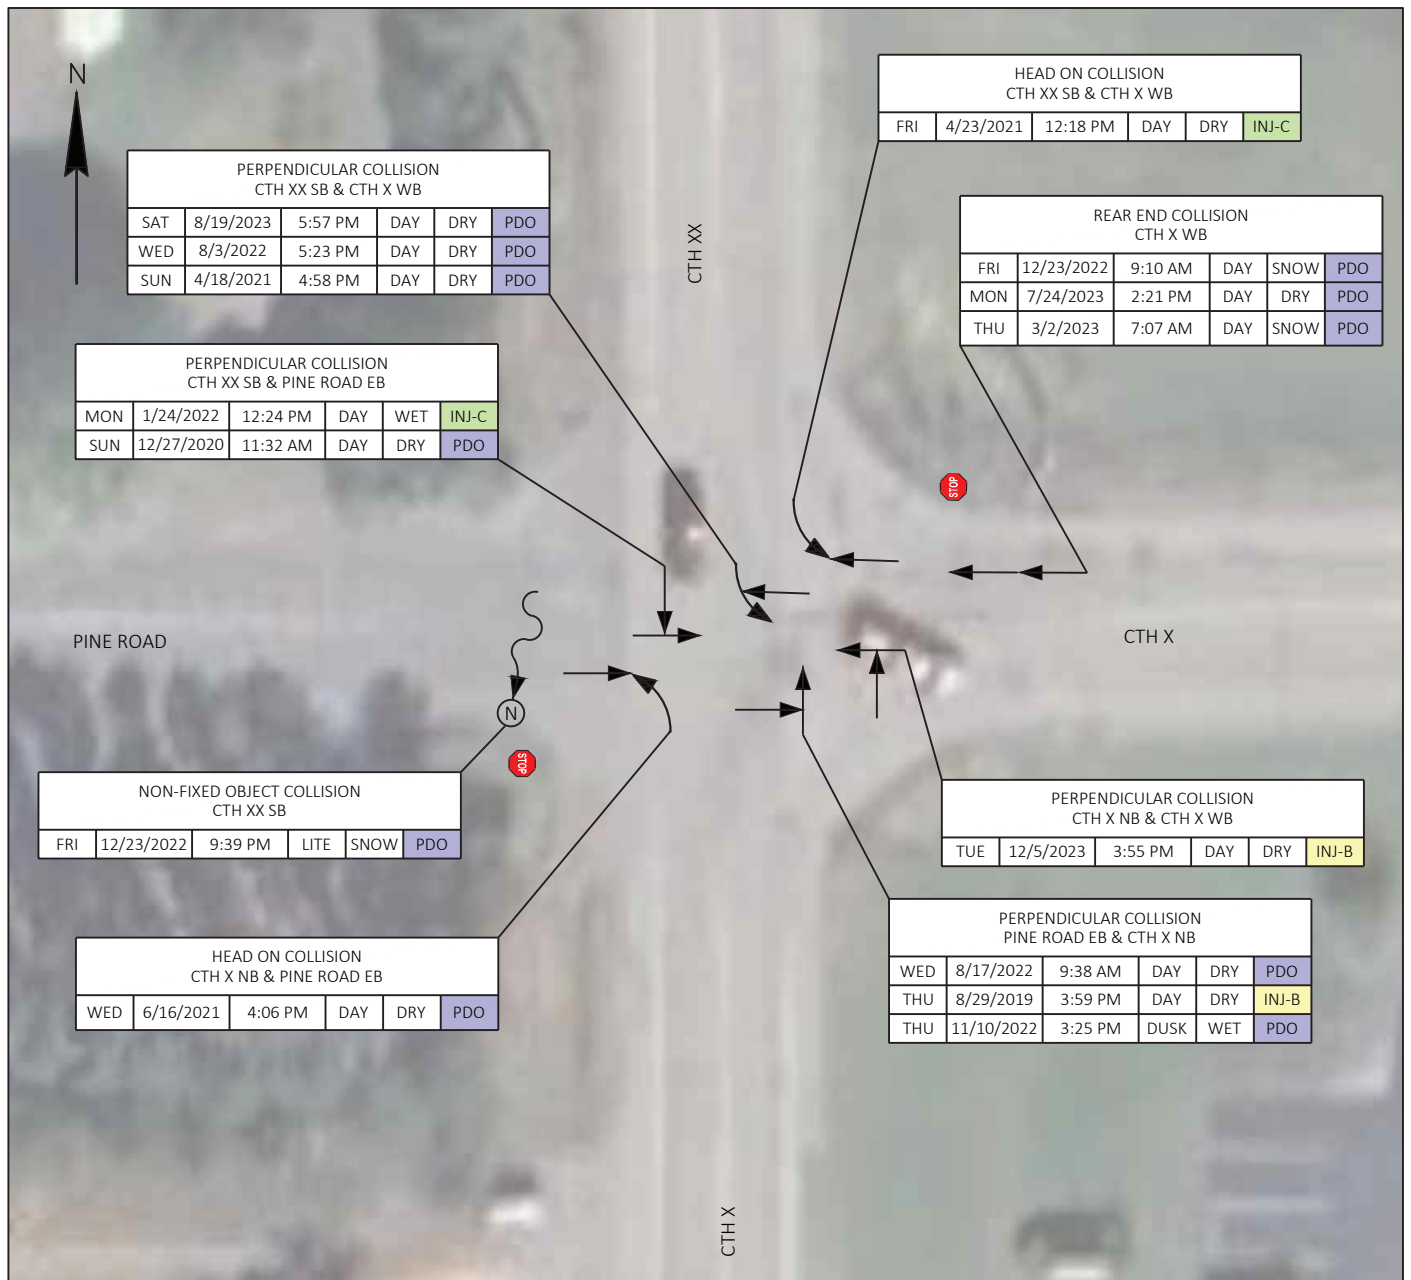 N
HEAD ON COLLISION
CTH XX SB & CTH X WB
FRI 4/23/2021 12:18 PM DAY DRY INJ-C
PERPENDICULAR COLLISION
CTH XX SB & CTH X WB
SAT 8/19/2023 5:57 PM DAY DRY PDO
WED 8/3/2022 5:23 PM DAY DRY PDO
SUN 4/18/2021 4:58 PM DAY DRY PDO
CTH XX
REAR END COLLISION
CTH X WB
FRI 12/23/2022 9:10 AM DAY SNOW PDO
MON 7/24/2023 2:21 PM DAY DRY PDO
THU 3/2/2023 7:07 AM DAY SNOW PDO
PERPENDICULAR COLLISION
CTH XX SB & PINE ROAD EB
MON 1/24/2022 12:24 PM DAY WET INJ-C
SUN 12/27/2020 11:32 AM DAY DRY PDO
STOP
PINE ROAD
CTH X
N
STOP
NON-FIXED OBJECT COLLISION
CTH XX SB
FRI 12/23/2022 9:39 PM LITE SNOW PDO
PERPENDICULAR COLLISION
CTH X NB & CTH X WB
TUE 12/5/2023 3:55 PM DAY DRY INJ-B
PERPENDICULAR COLLISION
PINE ROAD EB & CTH X NB
WED 8/17/2022 9:38 AM DAY DRY PDO
THU 8/29/2019 3:59 PM DAY DRY INJ-B
THU 11/10/2022 3:25 PM DUSK WET PDO
HEAD ON COLLISION
CTH X NB & PINE ROAD EB
WED 6/16/2021 4:06 PM DAY DRY PDO
CTH X